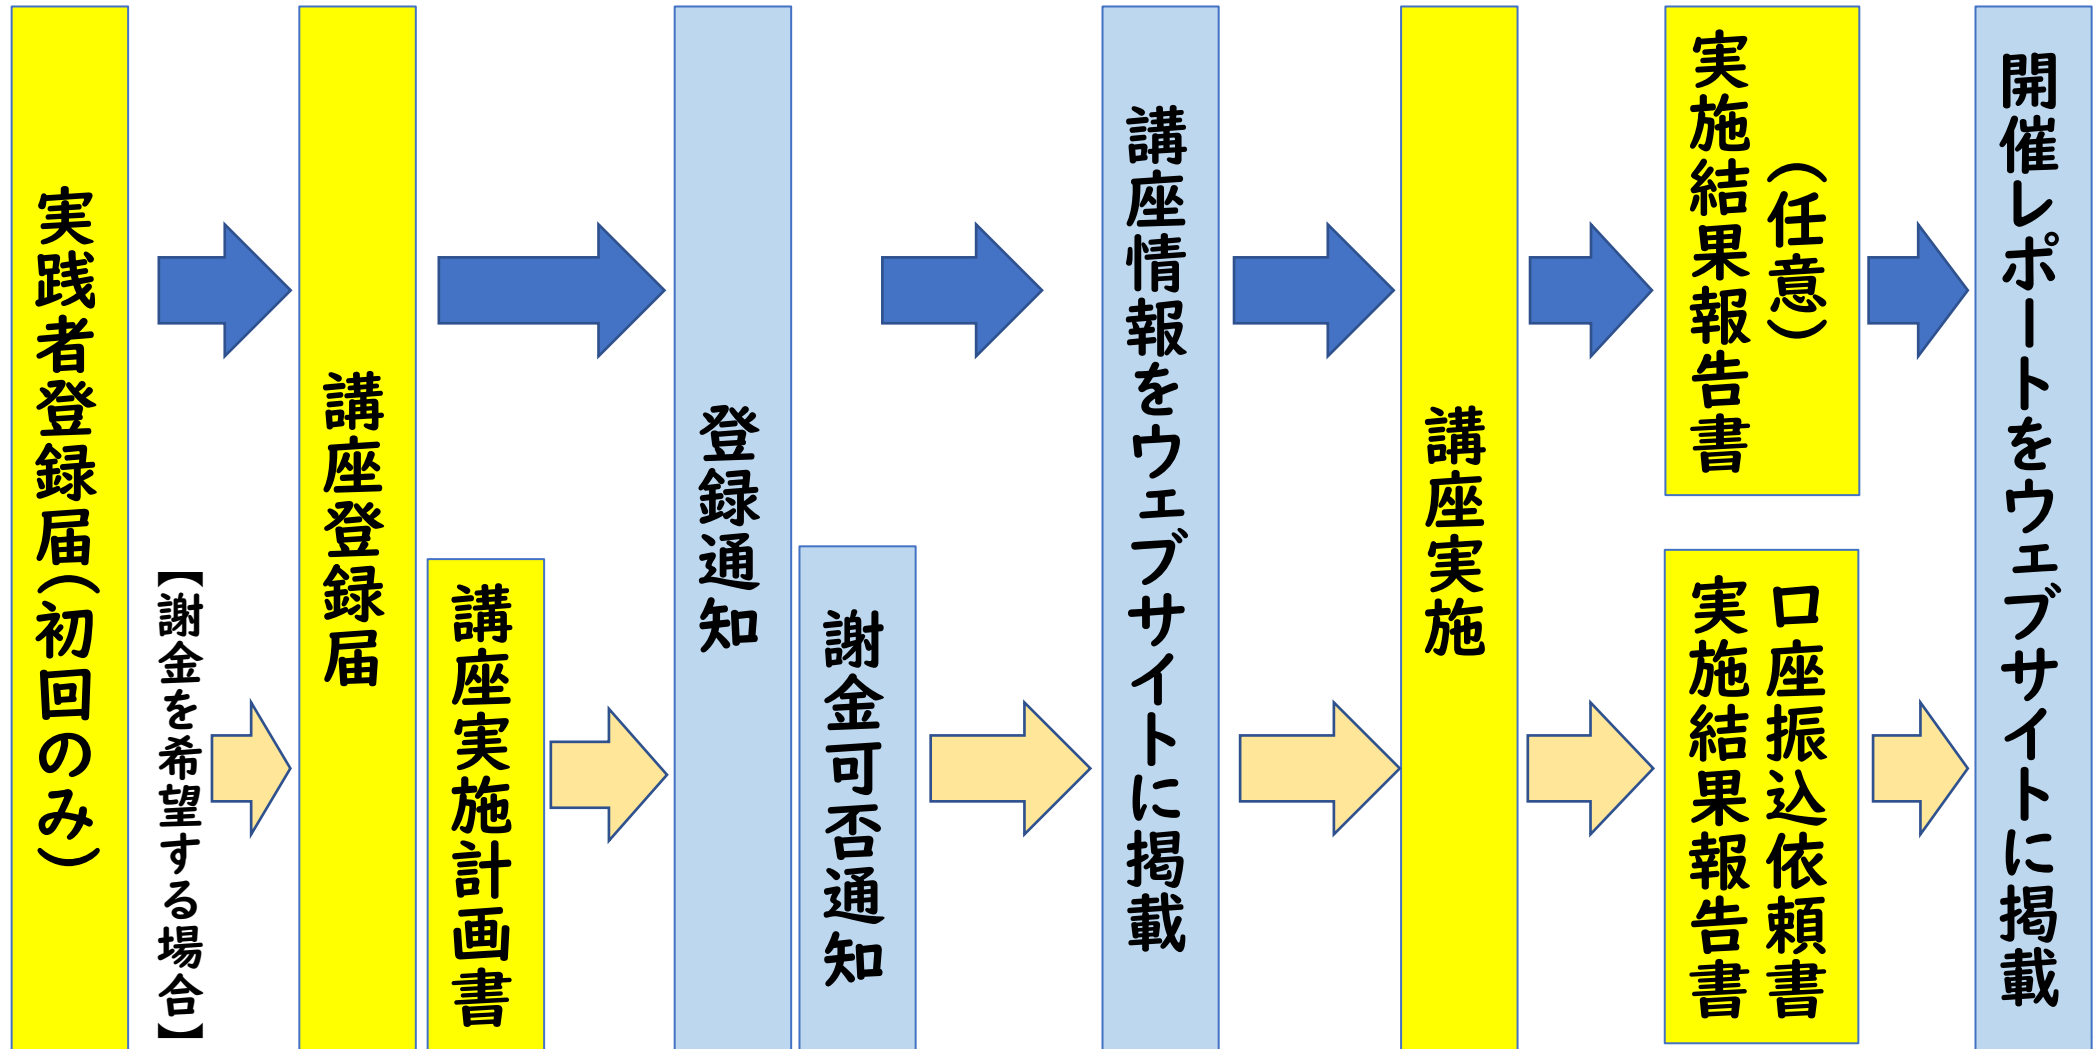 実践者登録届（初回のみ）
【謝金を希望する場合】
講座登録届
講座実施計画書
登録通知
謝金可否通知
講座情報をウェブサイトに掲載
講座実施
（任意）
実施結果報告書
口座振込依頼書
実施結果報告書
開催レポートをウェブサイトに掲載